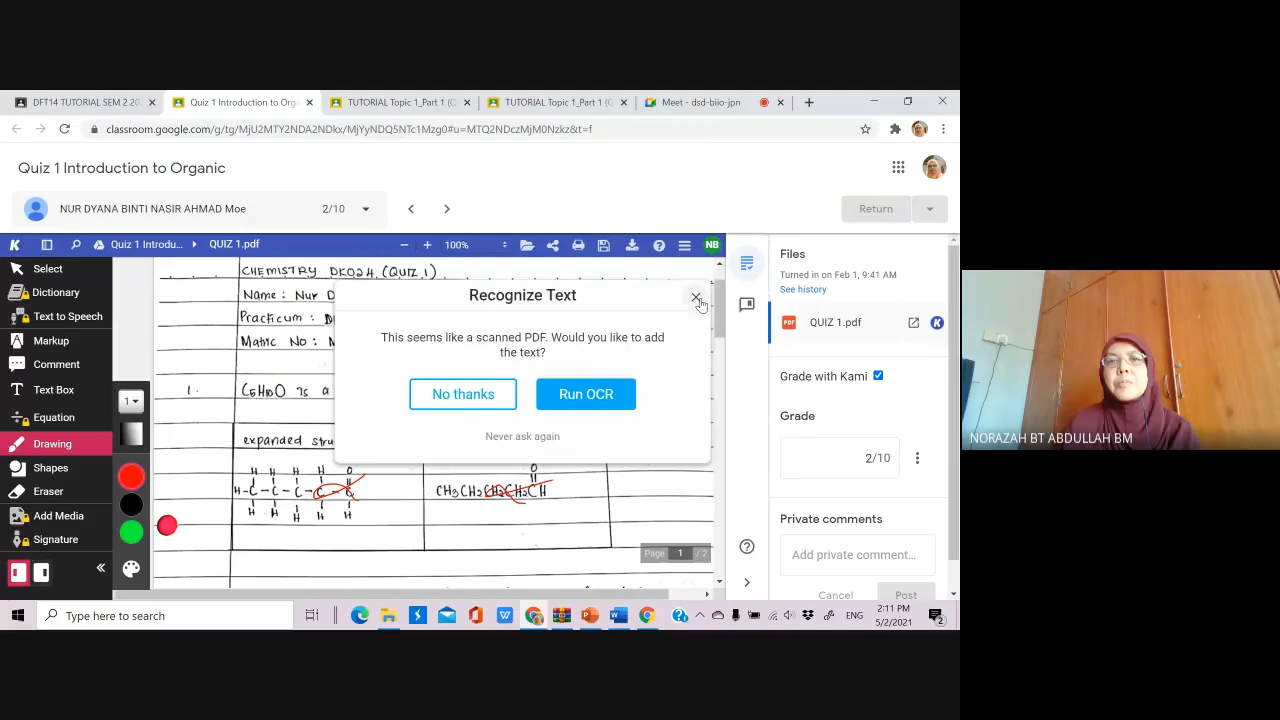 DFT14 TUTORIAL SEM 2 20
Quiz 1 Introduction to Org
TUTORIAL Topic 1_Part 1 (
TUTORIAL Topic 1_Part 1 (
Meet - dsd-biio-jpn
classroom.google.com/g/tg/MjU2MTY2NDA2NDkx/MjYyNDQ5NTc1Mzg0#u=MTQ2NDczMjM0Nzkz&t=f
Quiz 1 Introduction to Organic
NUR DYANA BINTI NASIR AHMAD Moe
2/10
Return
Quiz 1 Introdu...
QUIZ 1.pdf
100%
NB
Select
Dictionary
Text to Speech
Markup
Comment
Text Box
Equation
Drawing
Shapes
Eraser
Add Media
Signature
1
CHEMISTRY DK024 (QUIZ 1)
Name : Nur D
Practicum :
Matric No :
1.
C5H10O is a
expanded stru
H H H H O
H-C-C-C-C-C
H H H H H
O
CH3CH2CH2CH2CH
Recognize Text
This seems like a scanned PDF. Would you like to add
the text?
No thanks
Run OCR
Never ask again
Page 1 / 2
Files
Turned in on Feb 1, 9:41 AM
See history
PDF
QUIZ 1.pdf
Grade with Kami
Grade
2/10
Private comments
Add private comment...
Cancel
Post
Type here to search
ENG
2:11 PM
5/2/2021
2
NORAZAH BT ABDULLAH BM